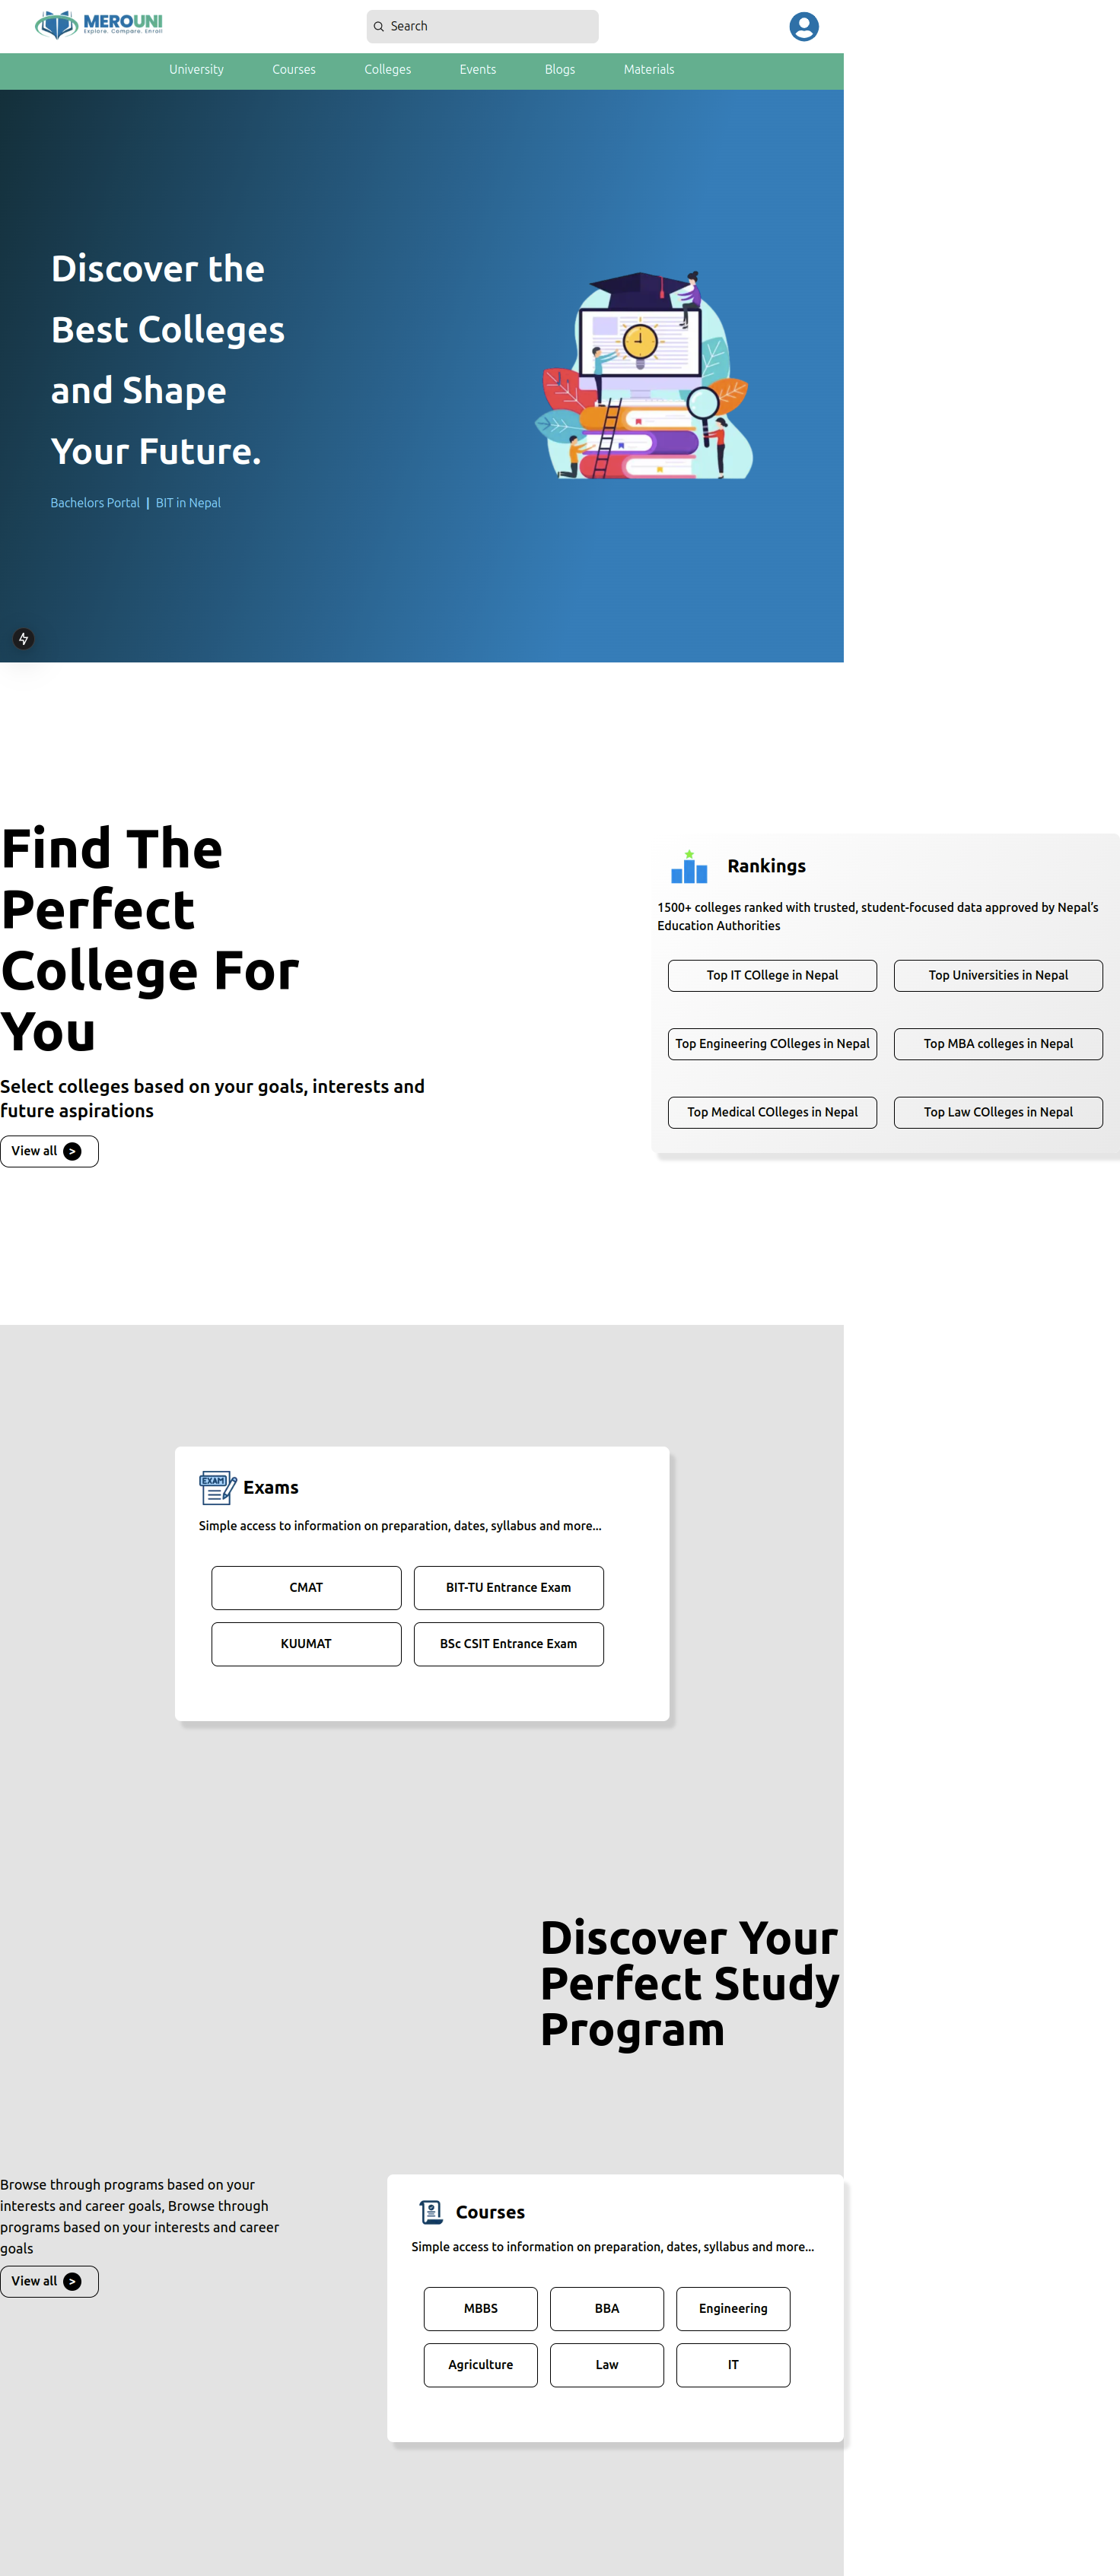 MEROUNI
Explore. Compare. Enroll
Search
University
Courses
Colleges
Events
Blogs
Materials
Discover the
Best Colleges
and Shape
Your Future.
Bachelors Portal | BIT in Nepal
Find The
Perfect
College For
You
Select colleges based on your goals, interests and
future aspirations
View all >
Rankings
1500+ colleges ranked with trusted, student-focused data approved by Nepal’s
Education Authorities
Top IT COllege in Nepal
Top Universities in Nepal
Top Engineering COlleges in Nepal
Top MBA colleges in Nepal
Top Medical COlleges in Nepal
Top Law COlleges in Nepal
EXAM
Exams
Simple access to information on preparation, dates, syllabus and more...
CMAT
BIT-TU Entrance Exam
KUUMAT
BSc CSIT Entrance Exam
Discover Your
Perfect Study
Program
Browse through programs based on your
interests and career goals, Browse through
programs based on your interests and career
goals
View all >
Courses
Simple access to information on preparation, dates, syllabus and more...
MBBS
BBA
Engineering
Agriculture
Law
IT